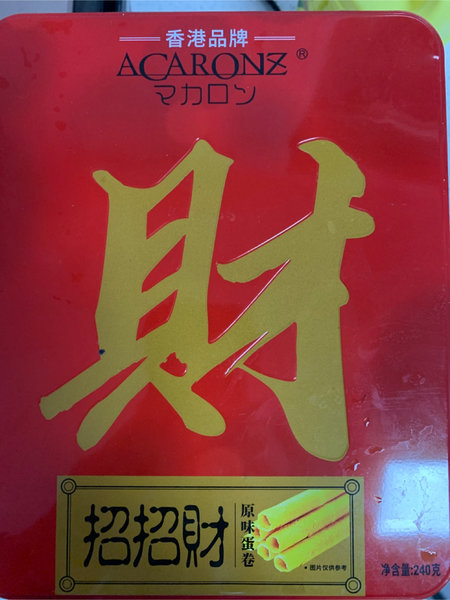 香港品牌
ACARONZ®
マカロン
財
招招財
原味蛋卷
*图片仅供参考
净含量:240克